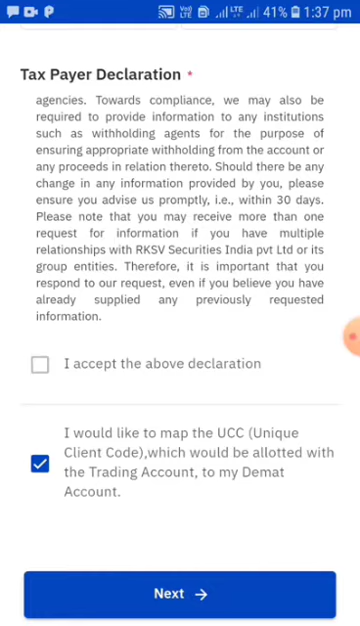 41% 1:37 pm
Tax Payer Declaration *
agencies. Towards compliance, we may also be
required to provide information to any institutions
such as withholding agents for the purpose of
ensuring appropriate withholding from the account or
any proceeds in relation thereto. Should there be any
change in any information provided by you, please
ensure you advise us promptly, i.e., within 30 days.
Please note that you may receive more than one
request for information if you have multiple
relationships with RKSV Securities India pvt Ltd or its
group entities. Therefore, it is important that you
respond to our request, even if you believe you have
already supplied any previously requested
information.
I accept the above declaration
I would like to map the UCC (Unique
Client Code),which would be allotted with
the Trading Account, to my Demat
Account.
Next →